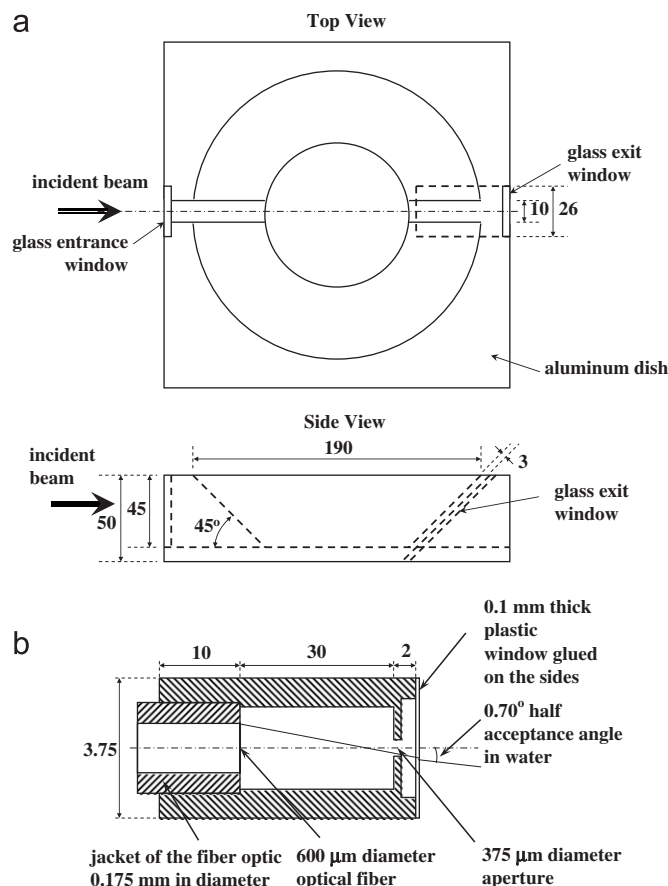 a
Top View
incident beam
glass entrance
window
glass exit
window
10 26
aluminum dish
Side View
190
incident
beam
3
50 45
45º
glass exit
window
b
10 30 2
3.75
0.1 mm thick
plastic
window glued
on the sides
0.70º half
acceptance angle
in water
jacket of the fiber optic
0.175 mm in diameter
600 μm diameter
optical fiber
375 μm diameter
aperture